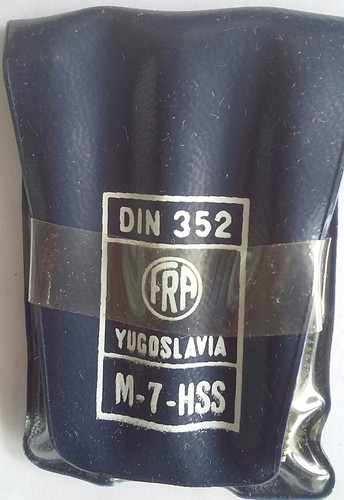 DIN 352
FRA
YUGOSLAVIA
M-7-HSS